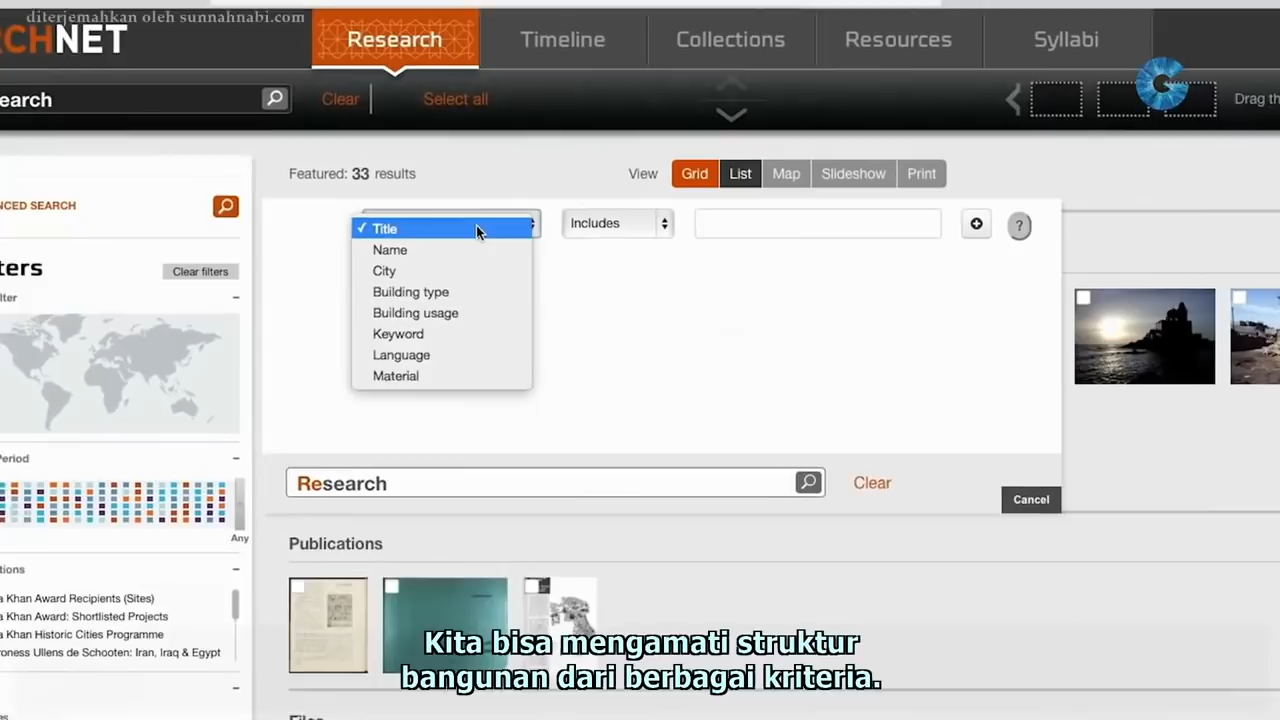 diterjemahkan oleh sunnahnabi.com
CHNET
Research
Timeline
Collections
Resources
Syllabi
earch
Clear
Select all
Drag th
Featured: 33 results
View
Grid
List
Map
Slideshow
Print
NCED SEARCH
✓ Title
Name
City
Building type
Building usage
Keyword
Language
Material
Includes
?
ters
Clear filters
lter
Period
Any
tions
a Khan Award Recipients (Sites)
a Khan Award: Shortlisted Projects
a Khan Historic Cities Programme
roness Ullens de Schooten: Iran, Iraq & Egypt
Research
Clear
Cancel
Publications
Kita bisa mengamati struktur
bangunan dari berbagai kriteria.